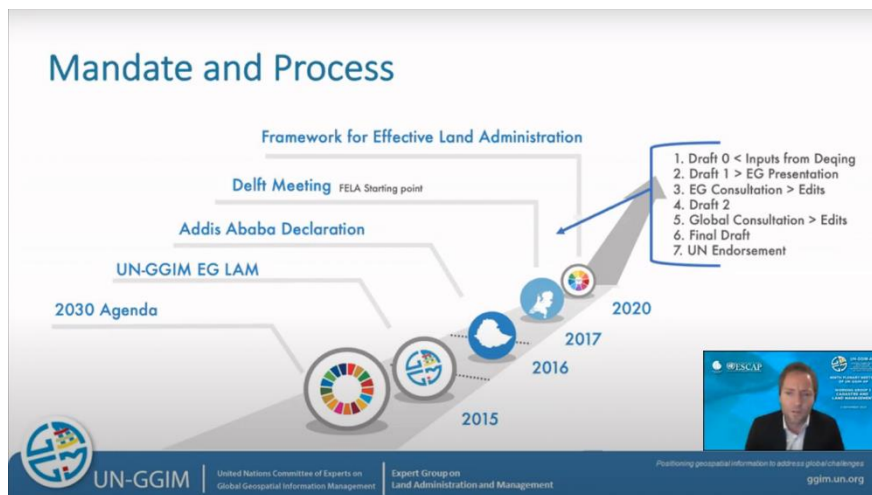 Mandate and Process
Framework for Effective Land Administration
Delft Meeting FELA Starting point
Addis Ababa Declaration
UN-GGIM EG LAM
2030 Agenda
1. Draft 0 < Inputs from Deqing
2. Draft 1 > EG Presentation
3. EG Consultation > Edits
4. Draft 2
5. Global Consultation > Edits
6. Final Draft
7. UN Endorsement
2020
2017
2016
2015
ESCAP
CADASTRE AND
LAND MANAGEMENT
UN-GGIM
United Nations Committee of Experts on
Global Geospatial Information Management
Expert Group on
Land Administration and Management
Positioning geospatial information to address global challenges
ggim.un.org